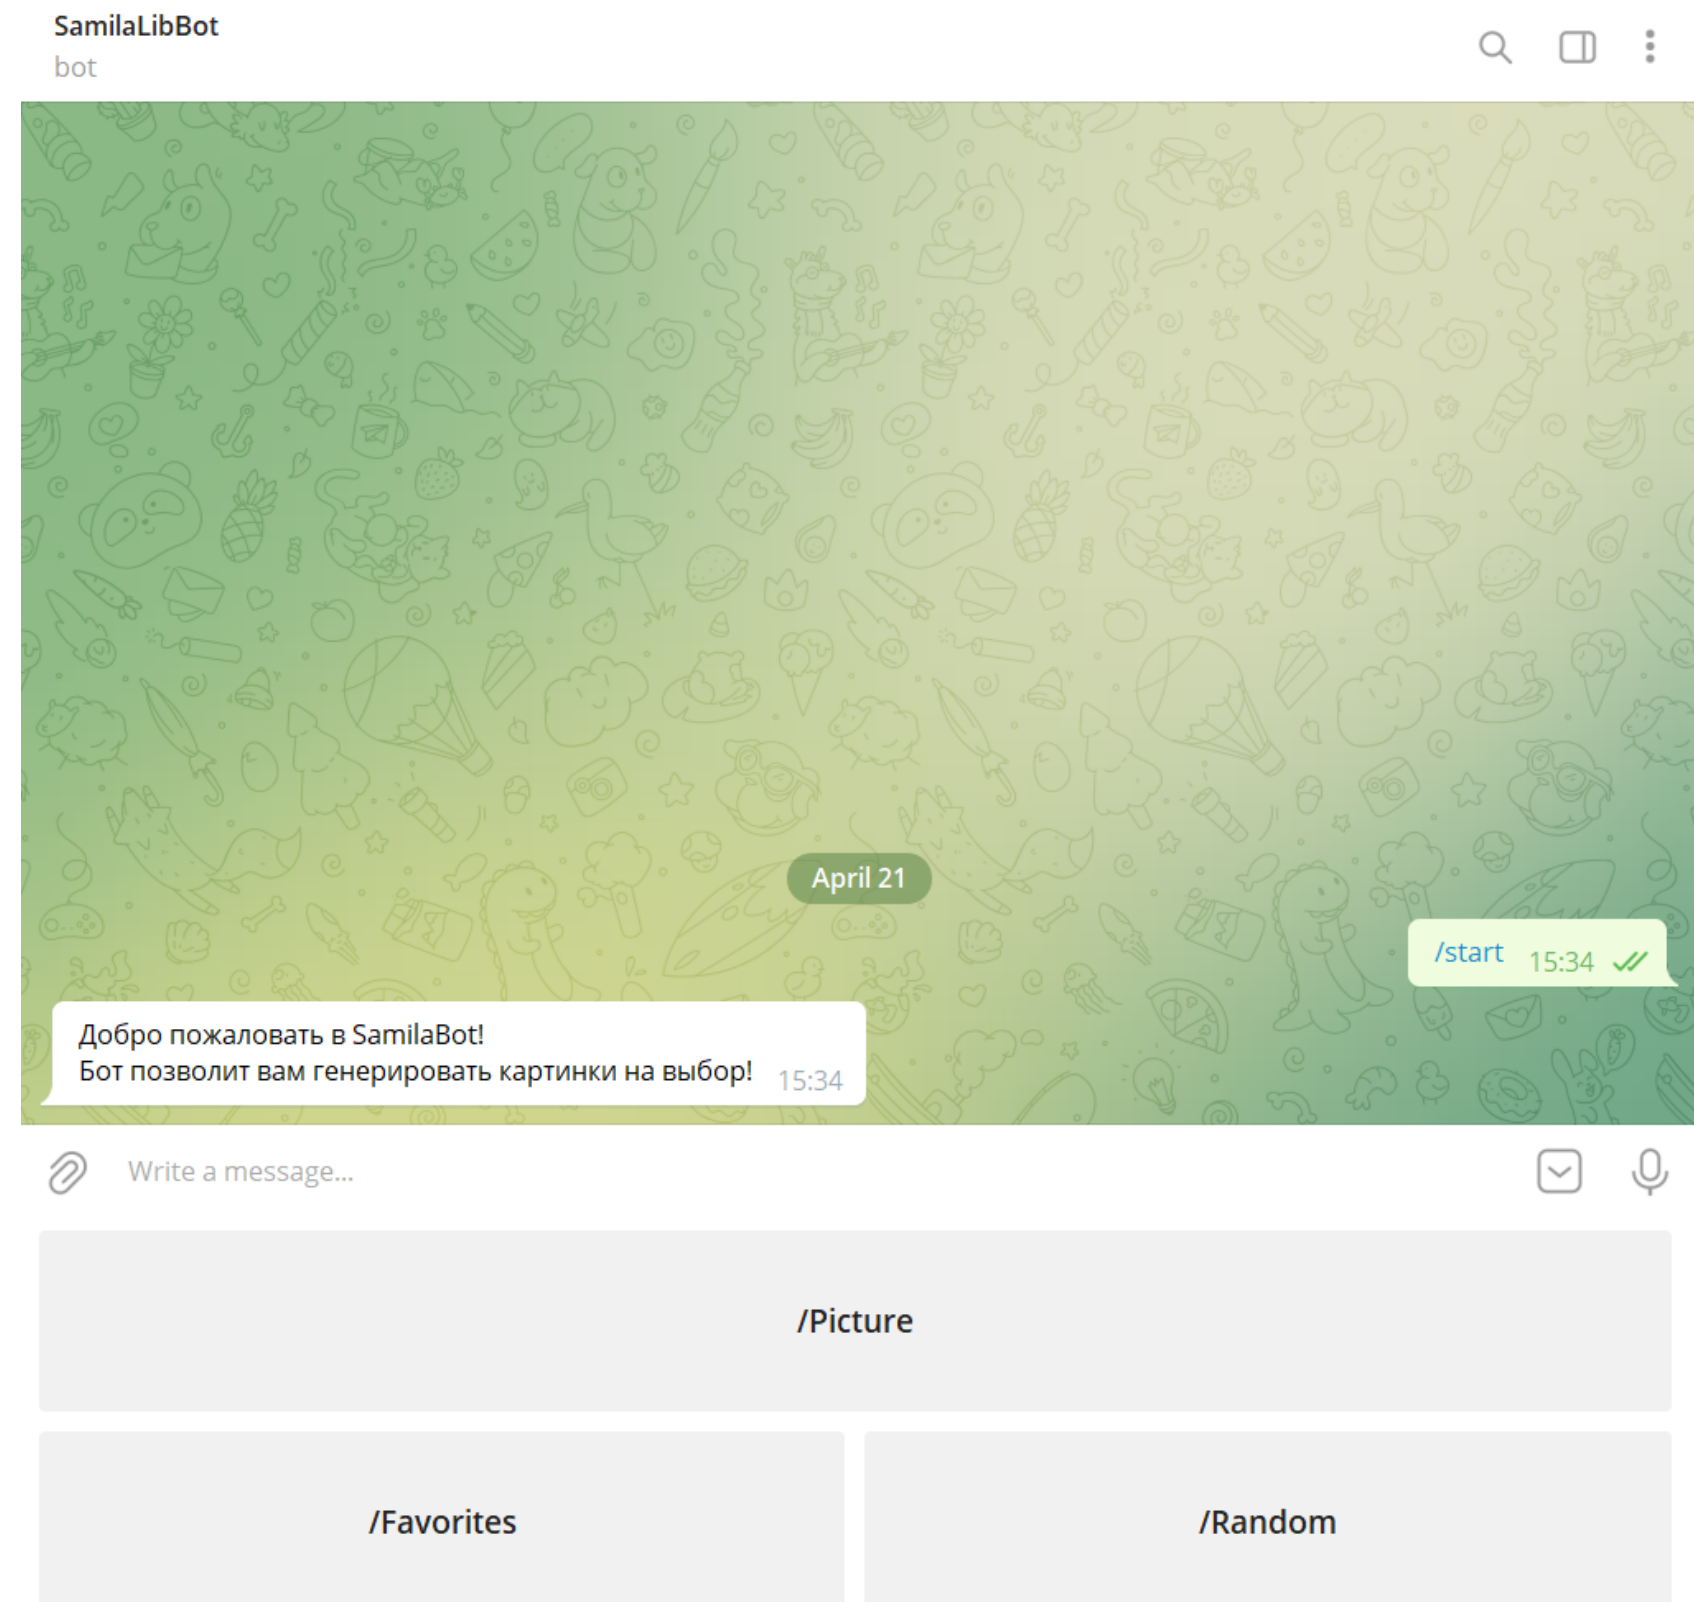 SamilaLibBot
bot
April 21
/start 15:34
Добро пожаловать в SamilaBot!
Бот позволит вам генерировать картинки на выбор! 15:34
Write a message...
/Picture
/Favorites
/Random